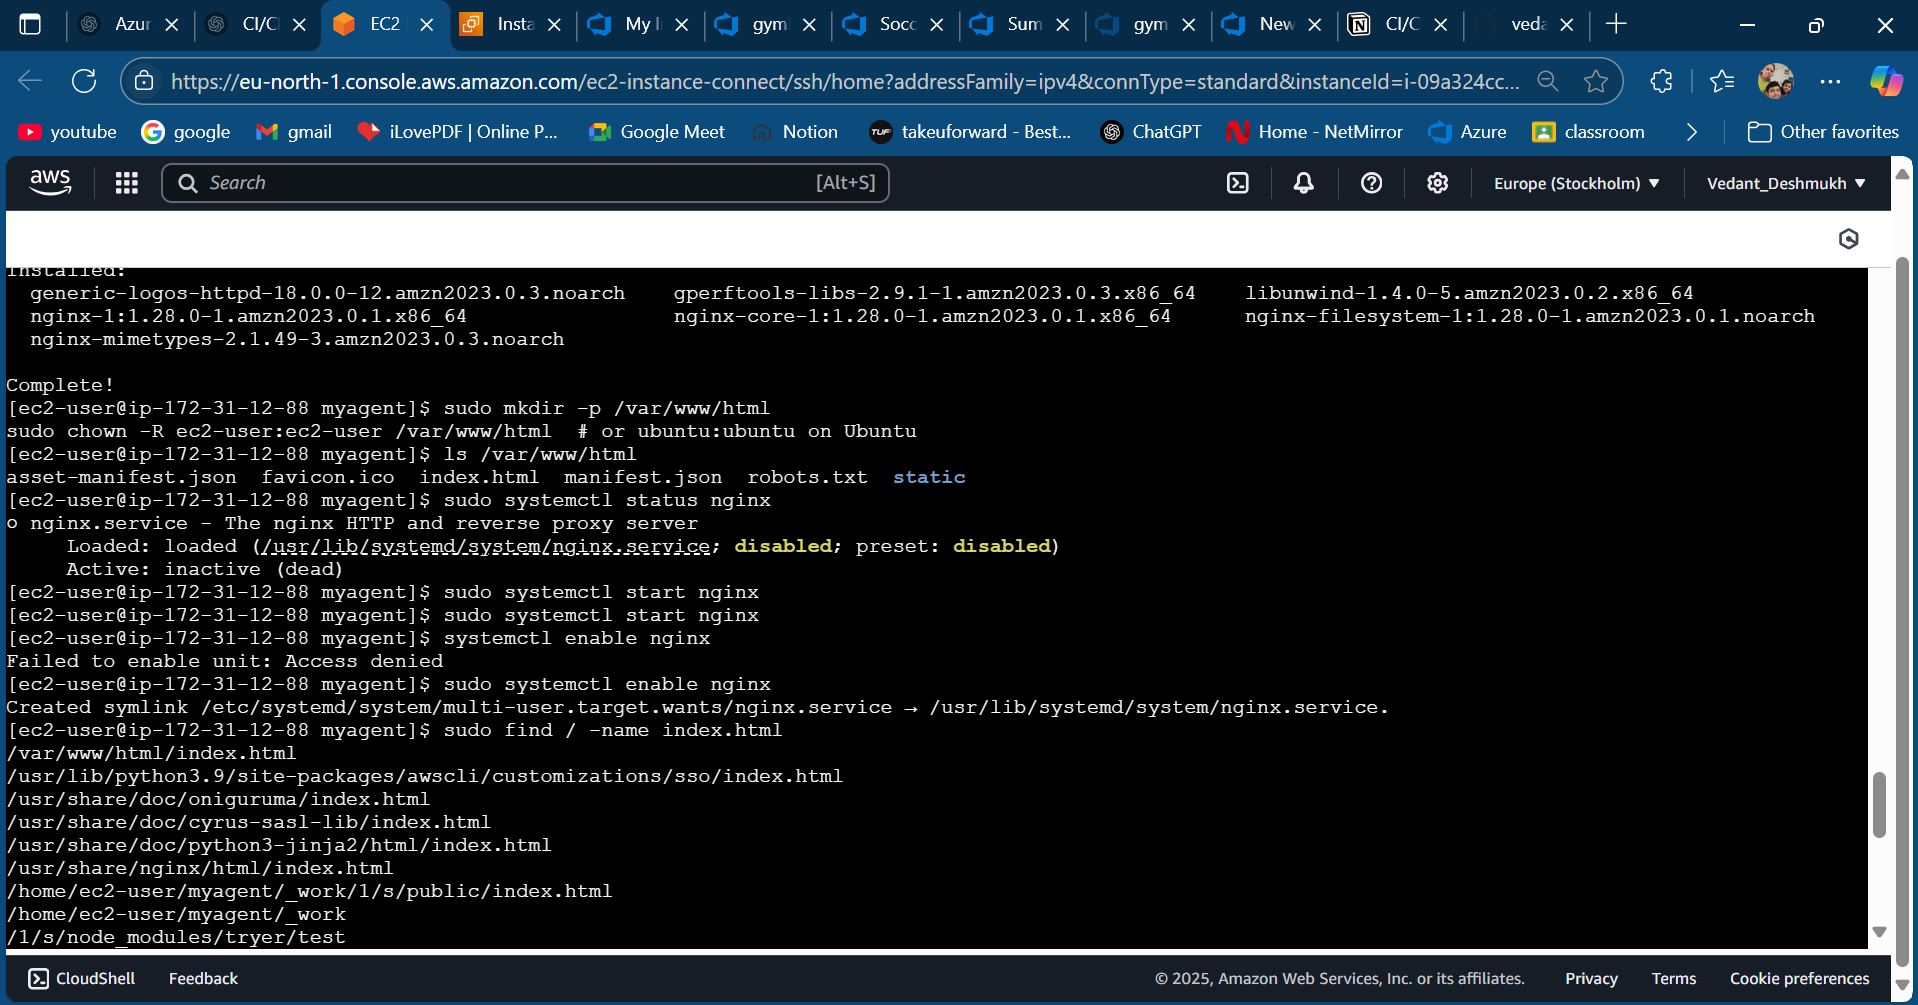 Azur
CI/C
EC2
Insta
My I
gym
Socc
Sum
gym
New
CI/C
veda
https://eu-north-1.console.aws.amazon.com/ec2-instance-connect/ssh/home?addressFamily=ipv4&connType=standard&instanceId=i-09a324cc...
youtube
google
gmail
iLovePDF | Online P...
Google Meet
Notion
TUF
takeuforward - Best...
ChatGPT
Home - NetMirror
Azure
classroom
Other favorites
aws
Search
[Alt+S]
Europe (Stockholm)
Vedant_Deshmukh
Installed:
generic-logos-httpd-18.0.0-12.amzn2023.0.3.noarch gperftools-libs-2.9.1-1.amzn2023.0.3.x86_64 libunwind-1.4.0-5.amzn2023.0.2.x86_64
nginx-1:1.28.0-1.amzn2023.0.1.x86_64 nginx-core-1:1.28.0-1.amzn2023.0.1.x86_64 nginx-filesystem-1:1.28.0-1.amzn2023.0.1.noarch
nginx-mimetypes-2.1.49-3.amzn2023.0.3.noarch
Complete!
[ec2-user@ip-172-31-12-88 myagent]$ sudo mkdir -p /var/www/html
sudo chown -R ec2-user:ec2-user /var/www/html # or ubuntu:ubuntu on Ubuntu
[ec2-user@ip-172-31-12-88 myagent]$ ls /var/www/html
asset-manifest.json favicon.ico index.html manifest.json robots.txt static
[ec2-user@ip-172-31-12-88 myagent]$ sudo systemctl status nginx
○ nginx.service - The nginx HTTP and reverse proxy server
Loaded: loaded (/usr/lib/systemd/system/nginx.service; disabled; preset: disabled)
Active: inactive (dead)
[ec2-user@ip-172-31-12-88 myagent]$ sudo systemctl start nginx
[ec2-user@ip-172-31-12-88 myagent]$ sudo systemctl start nginx
[ec2-user@ip-172-31-12-88 myagent]$ systemctl enable nginx
Failed to enable unit: Access denied
[ec2-user@ip-172-31-12-88 myagent]$ sudo systemctl enable nginx
Created symlink /etc/systemd/system/multi-user.target.wants/nginx.service → /usr/lib/systemd/system/nginx.service.
[ec2-user@ip-172-31-12-88 myagent]$ sudo find / -name index.html
/var/www/html/index.html
/usr/lib/python3.9/site-packages/awscli/customizations/sso/index.html
/usr/share/doc/oniguruma/index.html
/usr/share/doc/cyrus-sasl-lib/index.html
/usr/share/doc/python3-jinja2/html/index.html
/usr/share/nginx/html/index.html
/home/ec2-user/myagent/_work/1/s/public/index.html
/home/ec2-user/myagent/_work
/1/s/node_modules/tryer/test
CloudShell
Feedback
© 2025, Amazon Web Services, Inc. or its affiliates.
Privacy
Terms
Cookie preferences